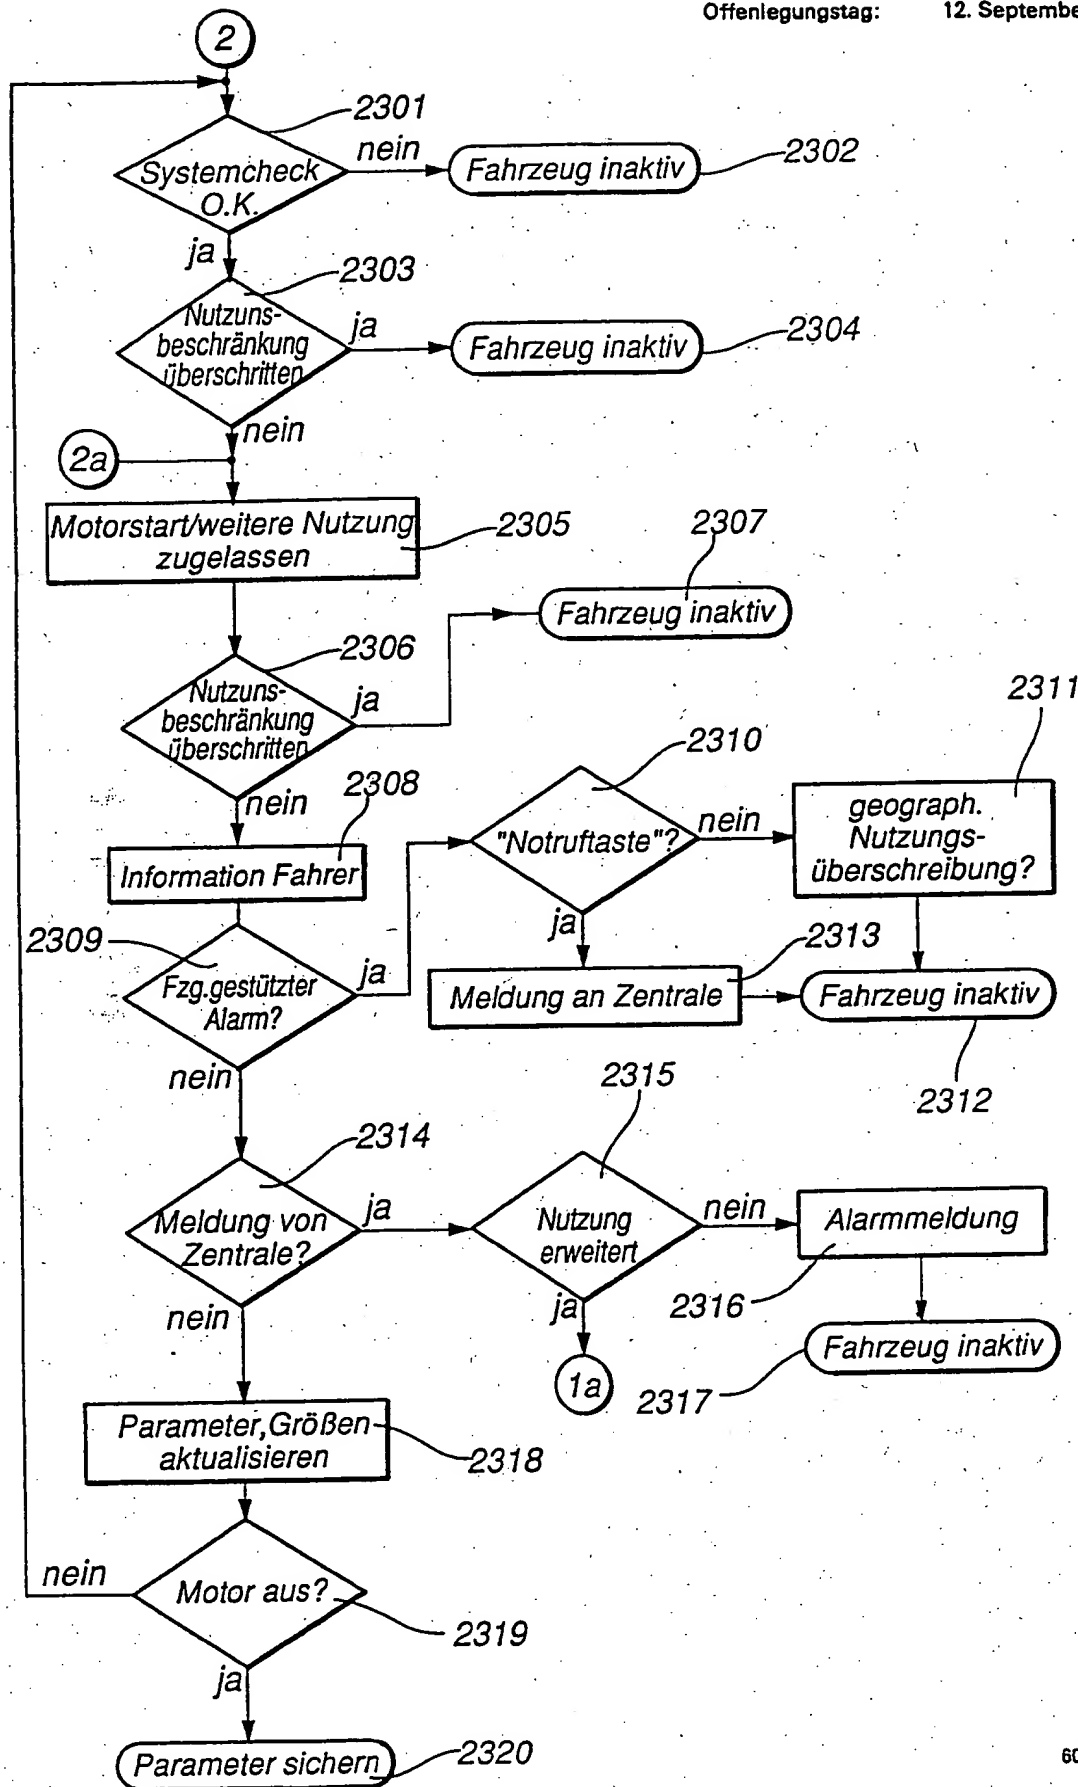 Offenlegungstag: 12. Septembe
2
2301
Systemcheck
O.K.
nein
Fahrzeug inaktiv
2302
ja
2303
Nutzuns-
beschränkung
überschritten
ja
Fahrzeug inaktiv
2304
nein
2a
Motorstart/weitere Nutzung
zugelassen
2305
2307
Fahrzeug inaktiv
2306
Nutzuns-
beschränkung
überschritten
ja
nein
2308
Information Fahrer
2310
"Notruftaste"?
nein
2311
geograph.
Nutzungs-
überschreibung?
ja
2309
Fzg.gestützter
Alarm?
ja
2313
Meldung an Zentrale
Fahrzeug inaktiv
2312
nein
2314
Meldung von
Zentrale?
ja
2315
Nutzung
erweitert
nein
Alarmmeldung
2316
ja
1a
Fahrzeug inaktiv
2317
nein
Parameter,Größen
aktualisieren
2318
nein
Motor aus?
2319
ja
Parameter sichern
2320
60